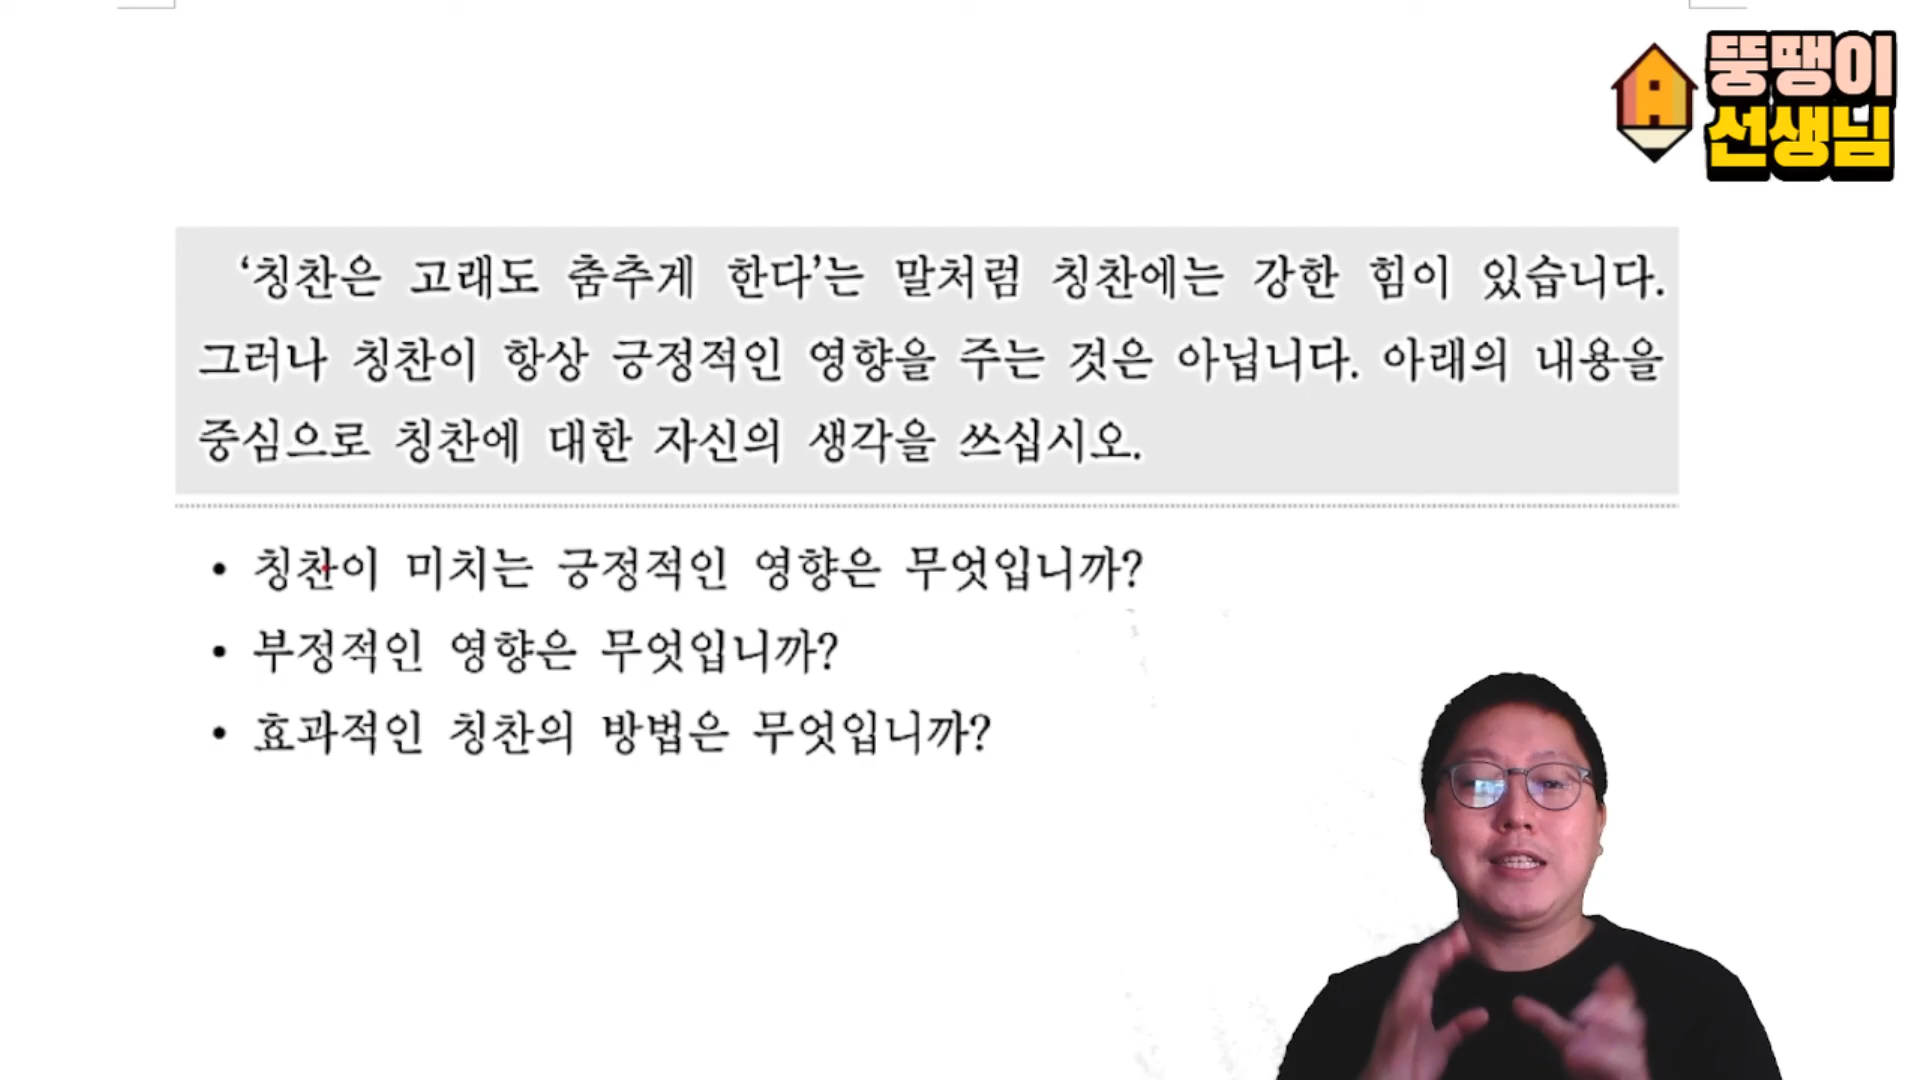 뚱땡이
선생님
‘칭찬은 고래도 춤추게 한다’는 말처럼 칭찬에는 강한 힘이 있습니다.
그러나 칭찬이 항상 긍정적인 영향을 주는 것은 아닙니다. 아래의 내용을
중심으로 칭찬에 대한 자신의 생각을 쓰십시오.
• 칭찬이 미치는 긍정적인 영향은 무엇입니까?
• 부정적인 영향은 무엇입니까?
• 효과적인 칭찬의 방법은 무엇입니까?